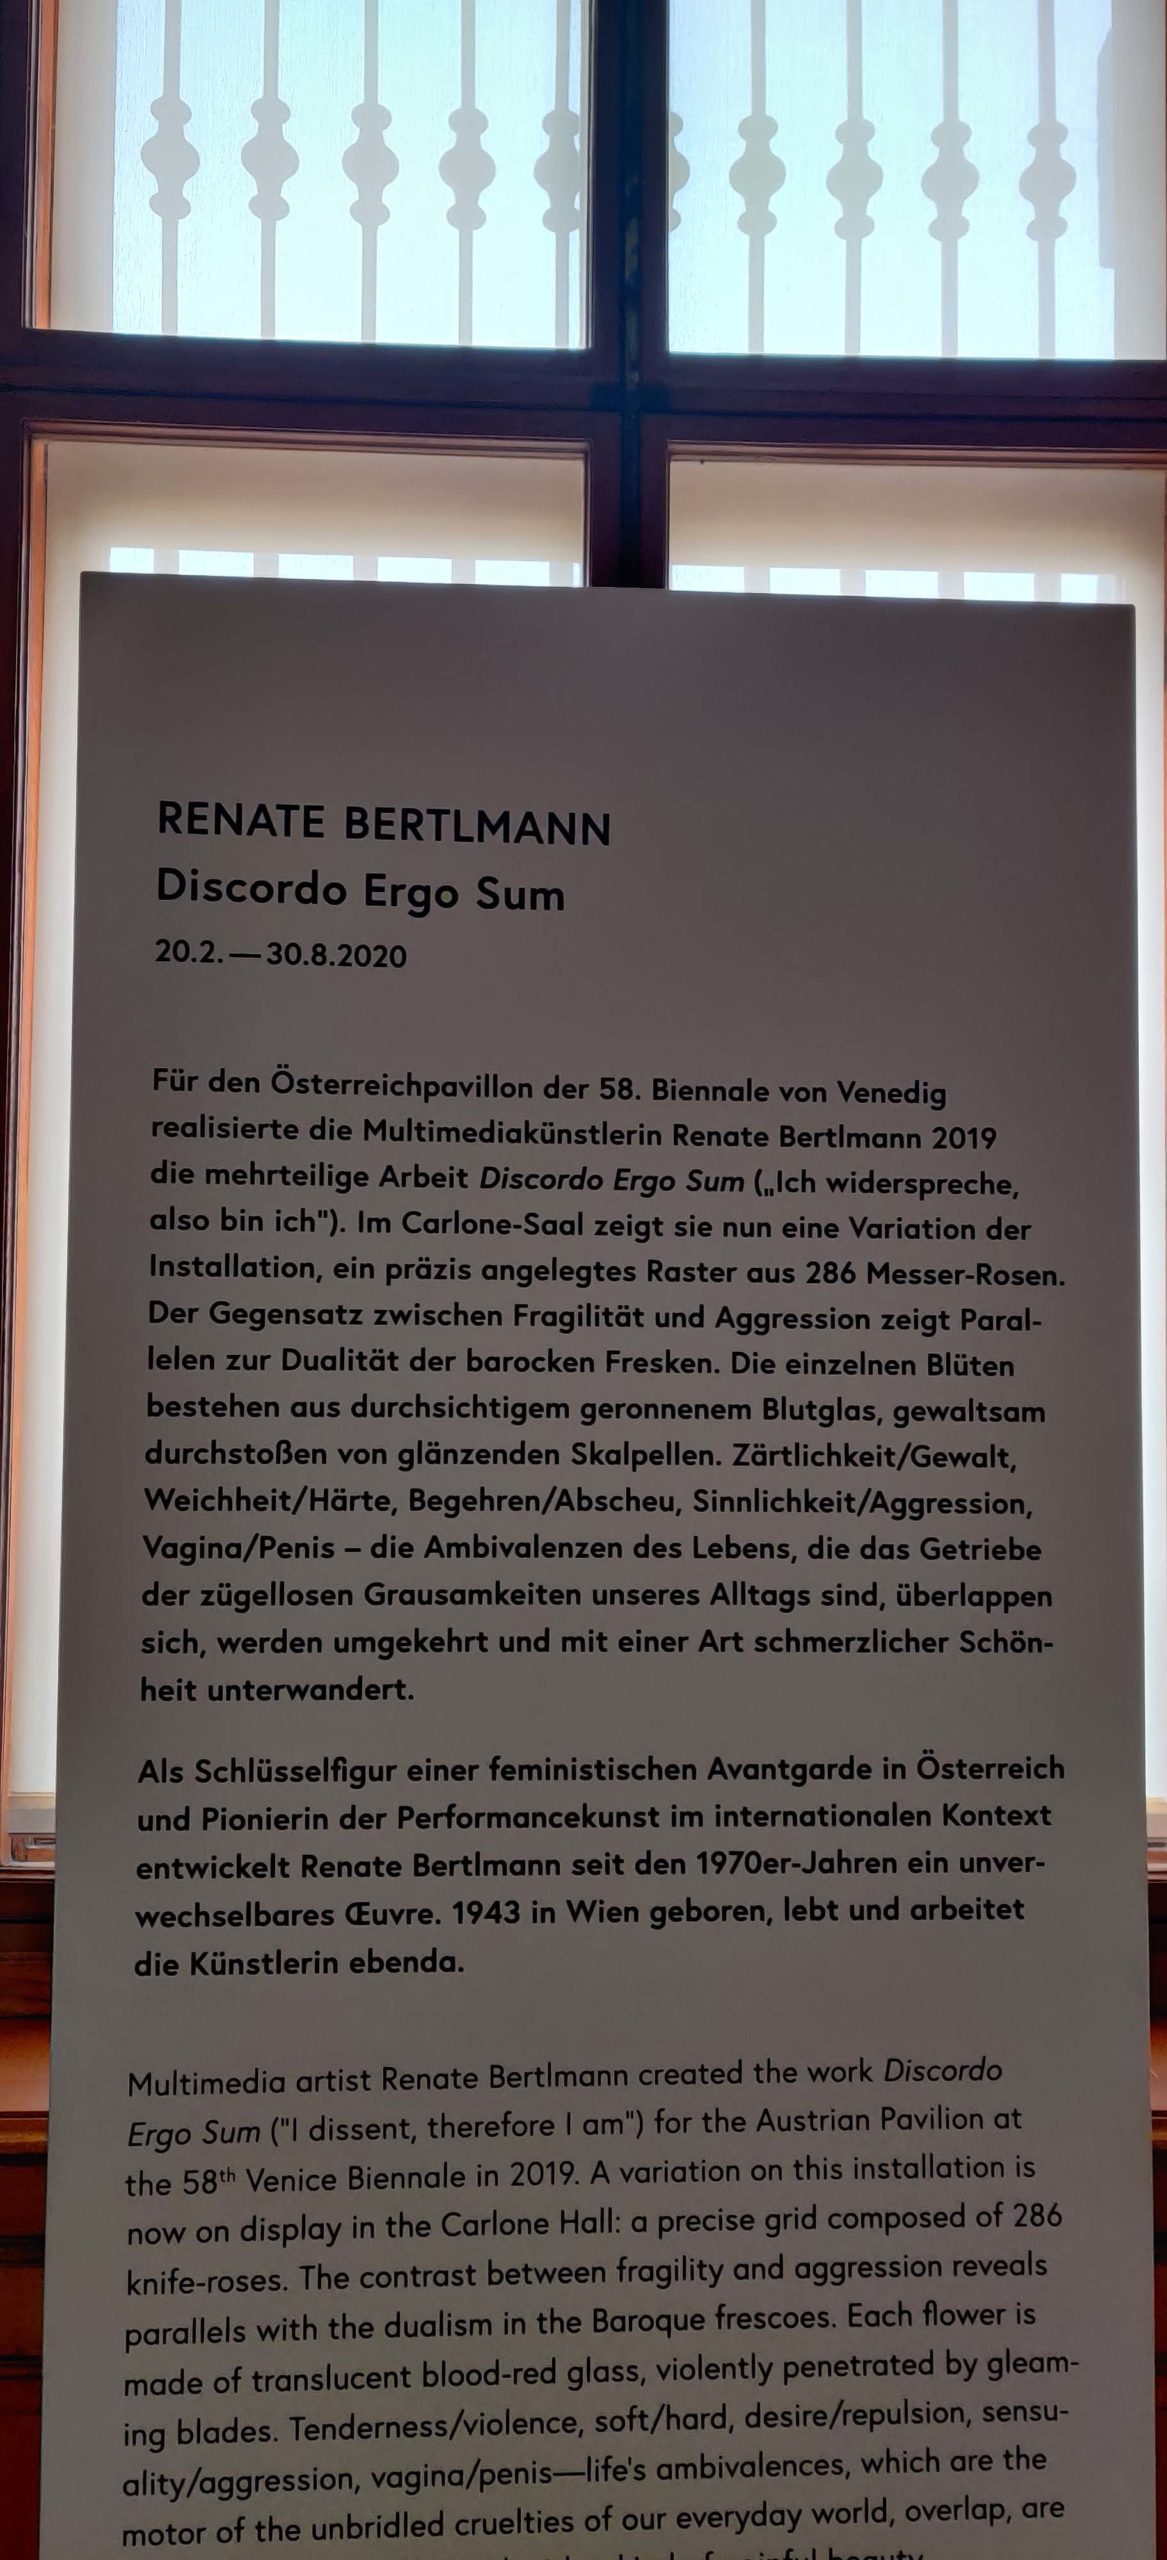 RENATE BERTLMANN
Discordo Ergo Sum
20.2.—30.8.2020
Für den Österreichpavillon der 58. Biennale von Venedig
realisierte die Multimediakünstlerin Renate Bertlmann 2019
die mehrteilige Arbeit Discordo Ergo Sum („Ich widerspreche,
also bin ich"). Im Carlone-Saal zeigt sie nun eine Variation der
Installation, ein präzis angelegtes Raster aus 286 Messer-Rosen.
Der Gegensatz zwischen Fragilität und Aggression zeigt Paral-
lelen zur Dualität der barocken Fresken. Die einzelnen Blüten
bestehen aus durchsichtigem geronnenem Blutglas, gewaltsam
durchstoßen von glänzenden Skalpellen. Zärtlichkeit/Gewalt,
Weichheit/Härte, Begehren/Abscheu, Sinnlichkeit/Aggression,
Vagina/Penis – die Ambivalenzen des Lebens, die das Getriebe
der zügellosen Grausamkeiten unseres Alltags sind, überlappen
sich, werden umgekehrt und mit einer Art schmerzlicher Schön-
heit unterwandert.
Als Schlüsselfigur einer feministischen Avantgarde in Österreich
und Pionierin der Performancekunst im internationalen Kontext
entwickelt Renate Bertlmann seit den 1970er-Jahren ein unver-
wechselbares Œuvre. 1943 in Wien geboren, lebt und arbeitet
die Künstlerin ebenda.
Multimedia artist Renate Bertlmann created the work Discordo
Ergo Sum ("I dissent, therefore I am") for the Austrian Pavilion at
the 58th Venice Biennale in 2019. A variation on this installation is
now on display in the Carlone Hall: a precise grid composed of 286
knife-roses. The contrast between fragility and aggression reveals
parallels with the dualism in the Baroque frescoes. Each flower is
made of translucent blood-red glass, violently penetrated by gleam-
ing blades. Tenderness/violence, soft/hard, desire/repulsion, sensu-
ality/aggression, vagina/penis—life's ambivalences, which are the
motor of the unbridled cruelties of our everyday world, overlap, are
of painful beauty